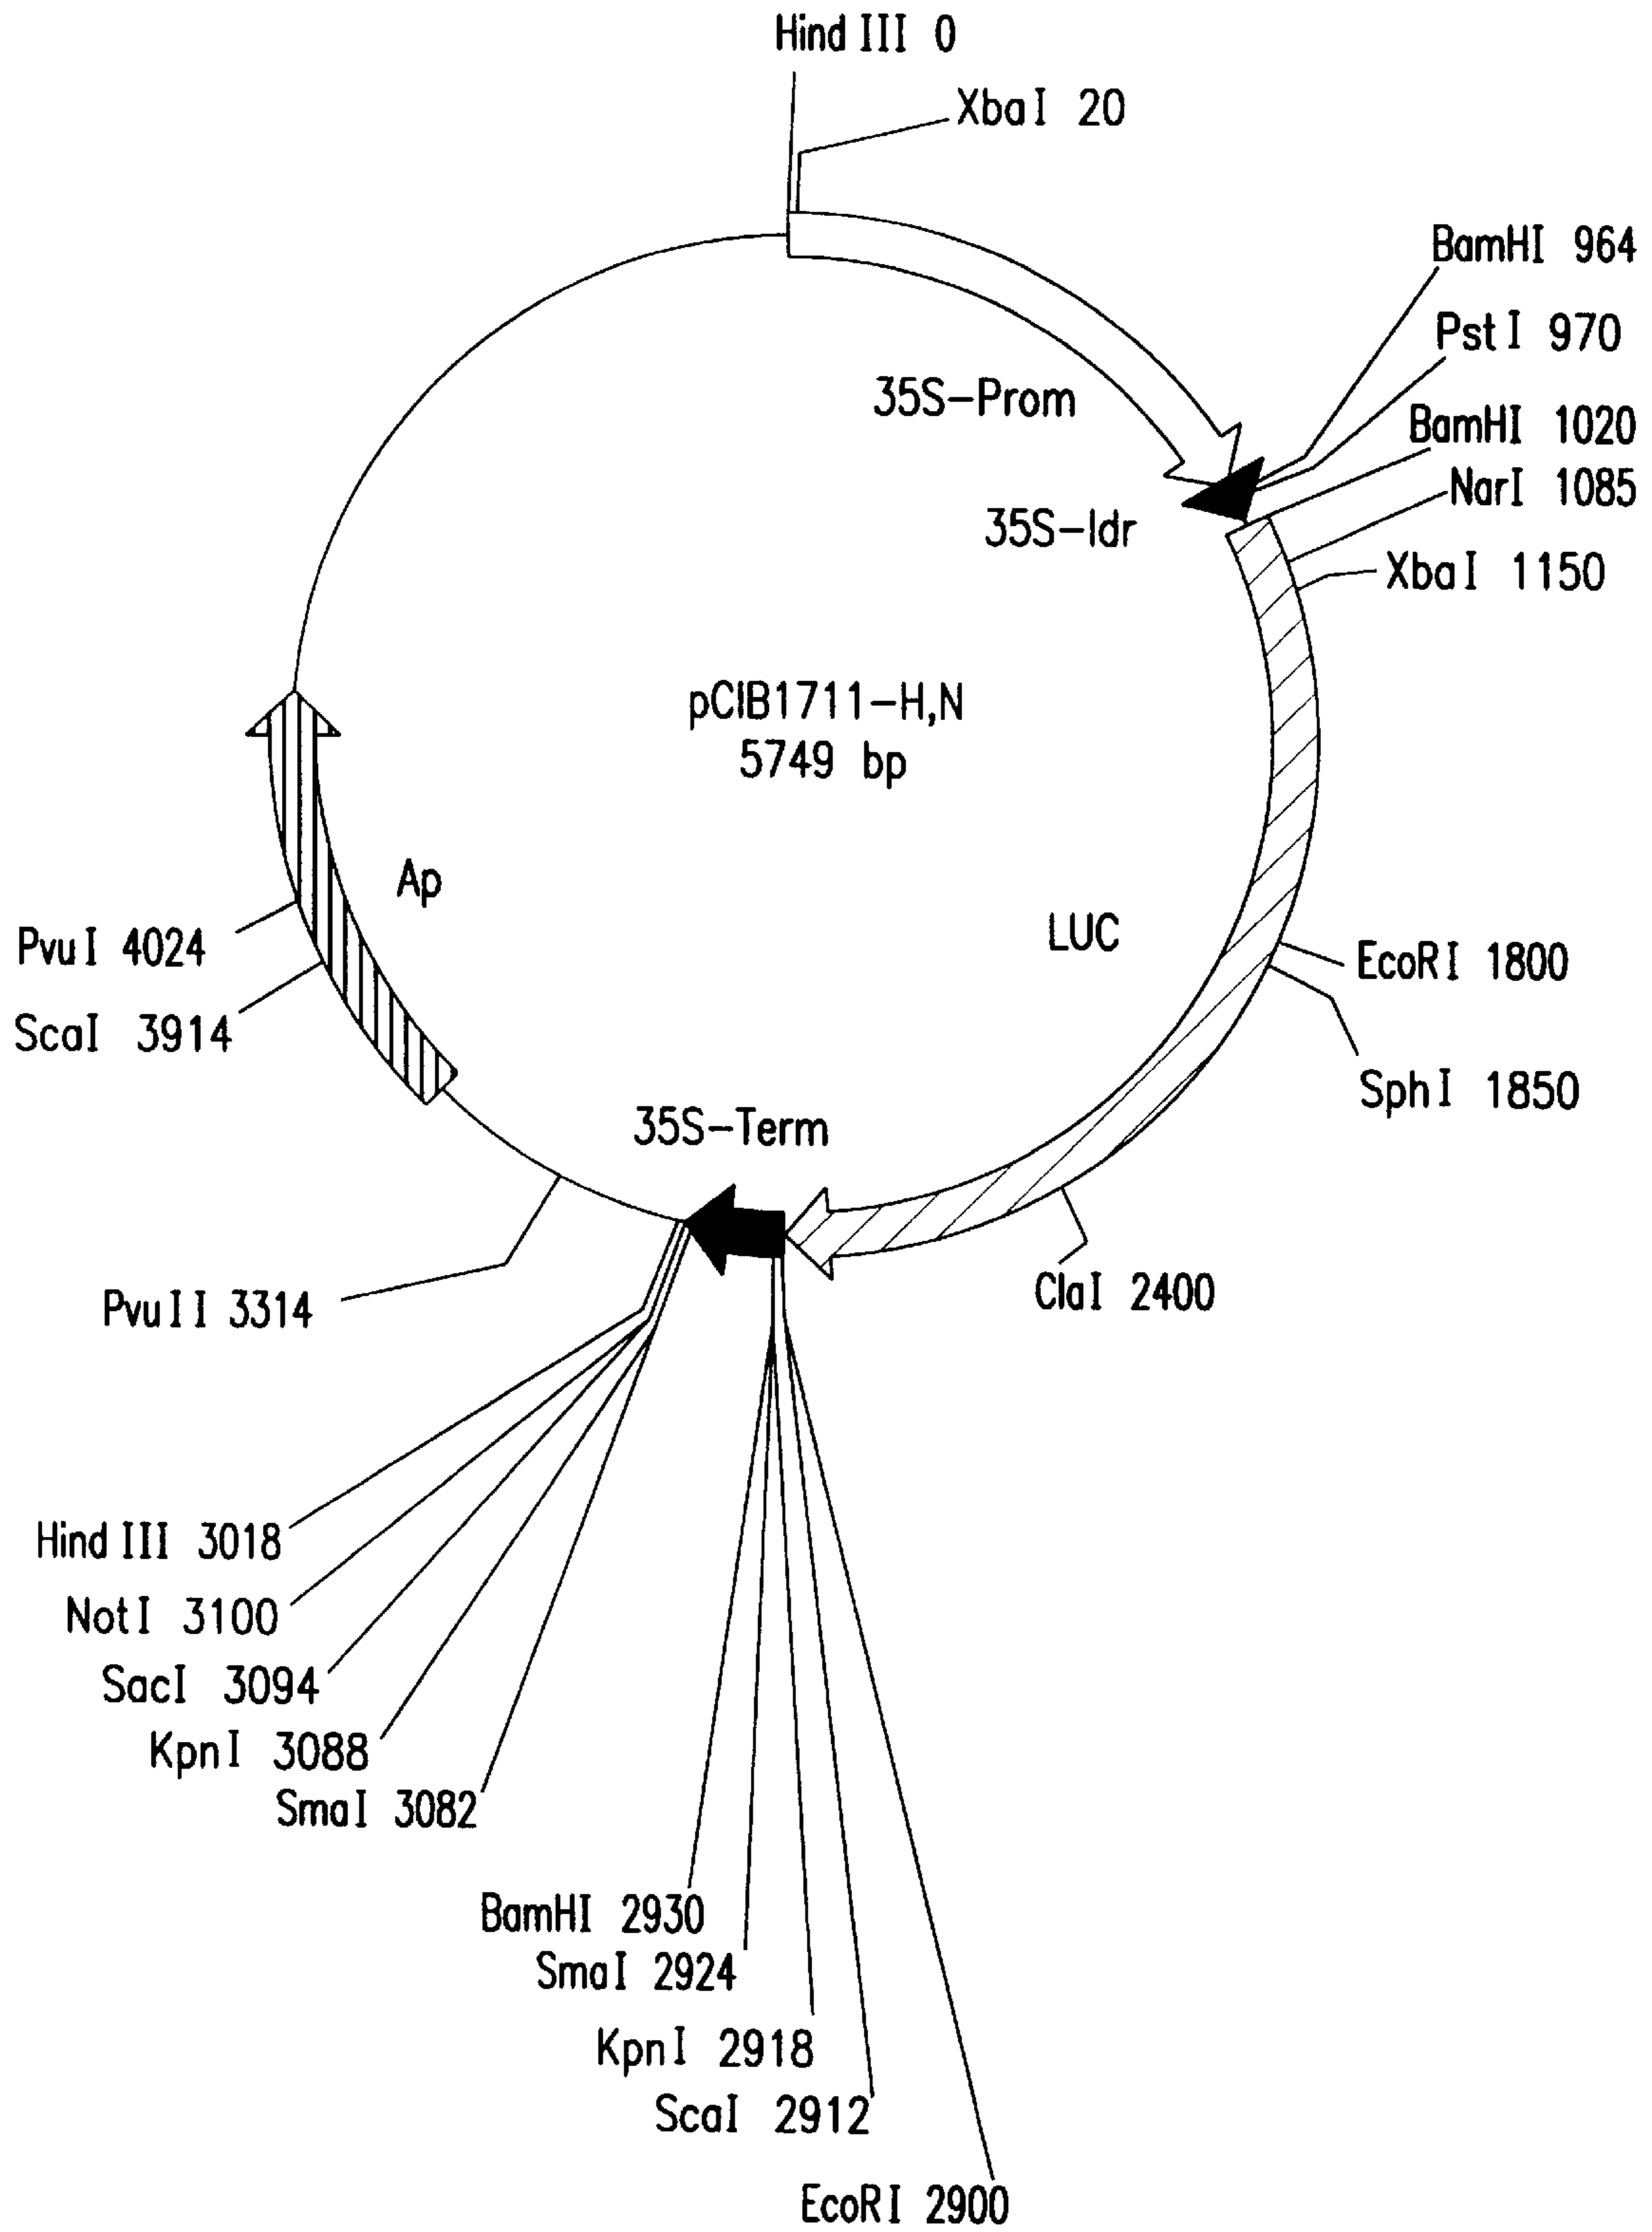 Hind III 0
XbaI 20
BamHI 964
PstI 970
35S-Prom
BamHI 1020
NarI 1085
35S-ldr
XbaI 1150
pCIB1711-H,N
5749 bp
Ap
LUC
PvuI 4024
EcoRI 1800
ScaI 3914
SphI 1850
35S-Term
ClaI 2400
PvuII 3314
Hind III 3018
NotI 3100
SacI 3094
KpnI 3088
SmaI 3082
BamHI 2930
SmaI 2924
KpnI 2918
ScaI 2912
EcoRI 2900